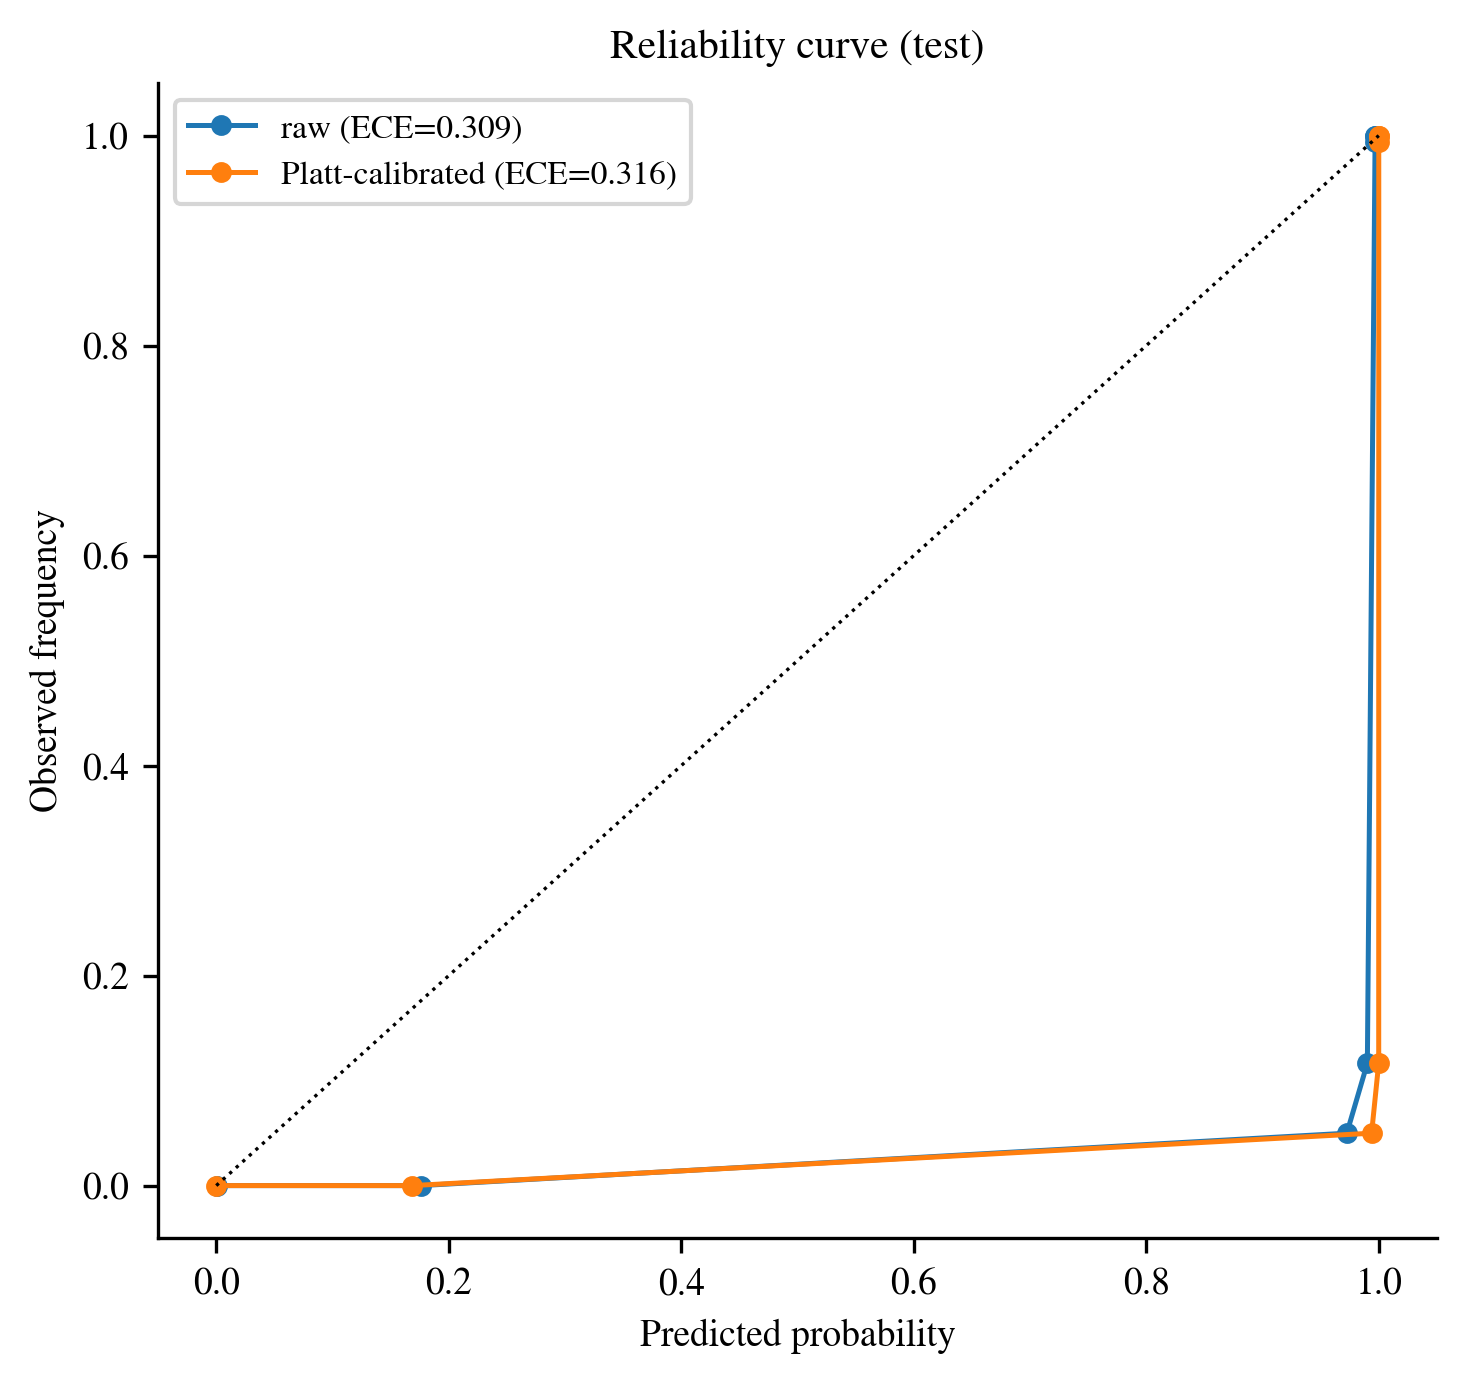 Reliability curve (test)
raw (ECE=0.309)
Platt-calibrated (ECE=0.316)
1.0
0.8
0.6
0.4
0.2
0.0
Observed frequency
0.0 0.2 0.4 0.6 0.8 1.0
Predicted probability